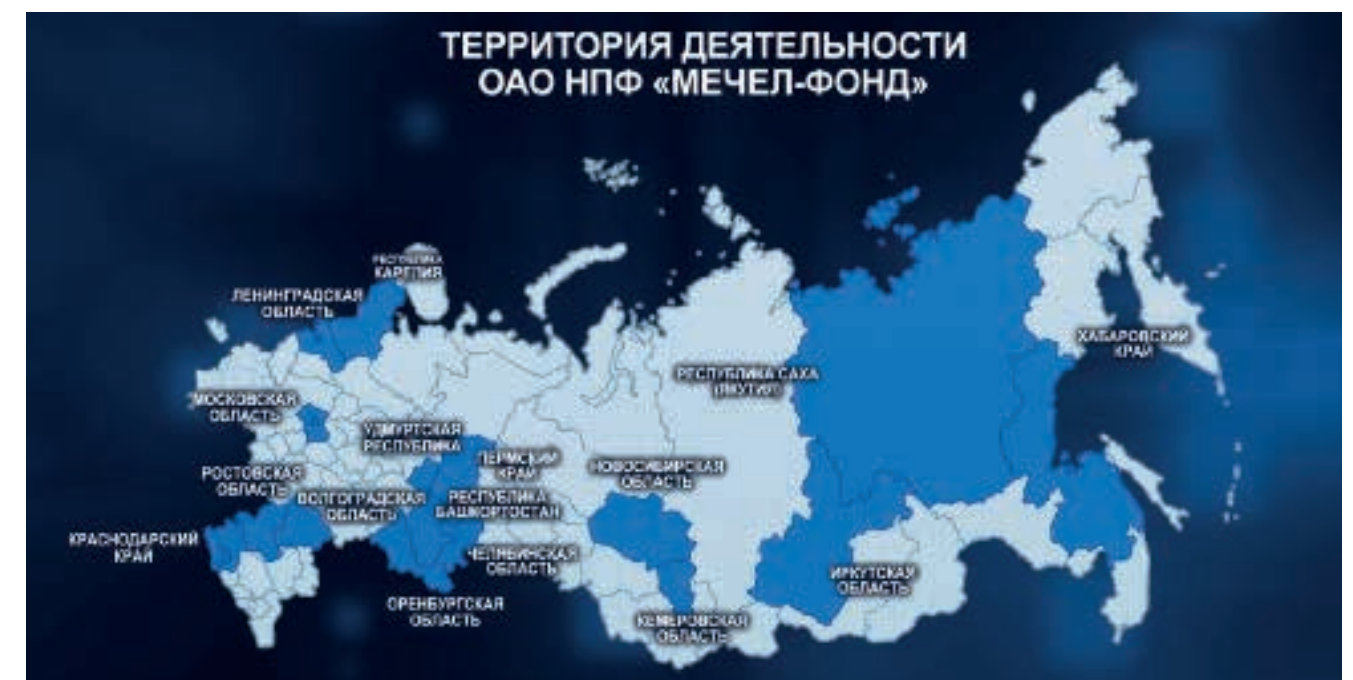 ТЕРРИТОРИЯ ДЕЯТЕЛЬНОСТИ
ОАО НПФ «МЕЧЕЛ-ФОНД»
РЕСПУБЛИКА
КАРЕЛИЯ
ЛЕНИНГРАДСКАЯ
ОБЛАСТЬ
ХАБАРОВСКИЙ
КРАЙ
РЕСПУБЛИКА САХА
(ЯКУТИЯ)
МОСКОВСКАЯ
ОБЛАСТЬ
УДМУРТСКАЯ
РЕСПУБЛИКА
ПЕРМСКИЙ
КРАЙ
НОВОСИБИРСКАЯ
ОБЛАСТЬ
РОСТОВСКАЯ
ОБЛАСТЬ
ВОЛГОГРАДСКАЯ
ОБЛАСТЬ
РЕСПУБЛИКА
БАШКОРТОСТАН
КРАСНОДАРСКИЙ
КРАЙ
ЧЕЛЯБИНСКАЯ
ОБЛАСТЬ
ИРКУТСКАЯ
ОБЛАСТЬ
ОРЕНБУРГСКАЯ
ОБЛАСТЬ
КЕМЕРОВСКАЯ
ОБЛАСТЬ